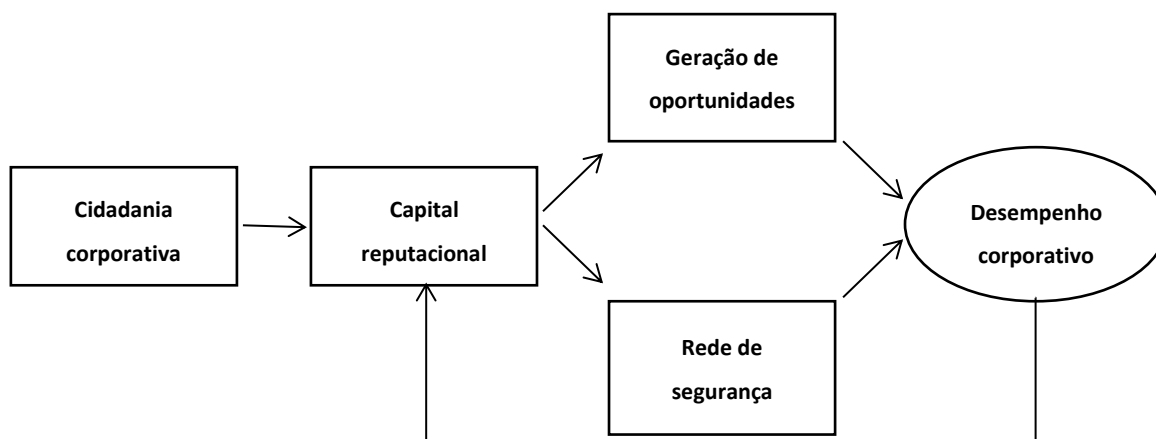 Geração de
oportunidades
Cidadania
corporativa
Capital
reputacional
Desempenho
corporativo
Rede de
segurança